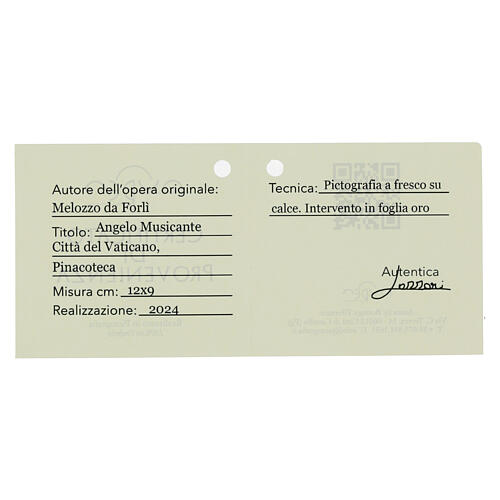 Autore dell'opera originale:
Melozzo da Forlì
Titolo: Angelo Musicante
Città del Vaticano,
Pinacoteca
Misura cm: 12x9
Realizzazione: 2024
Tecnica: Pictografia a fresco su
calce. Intervento in foglia oro
Autentica